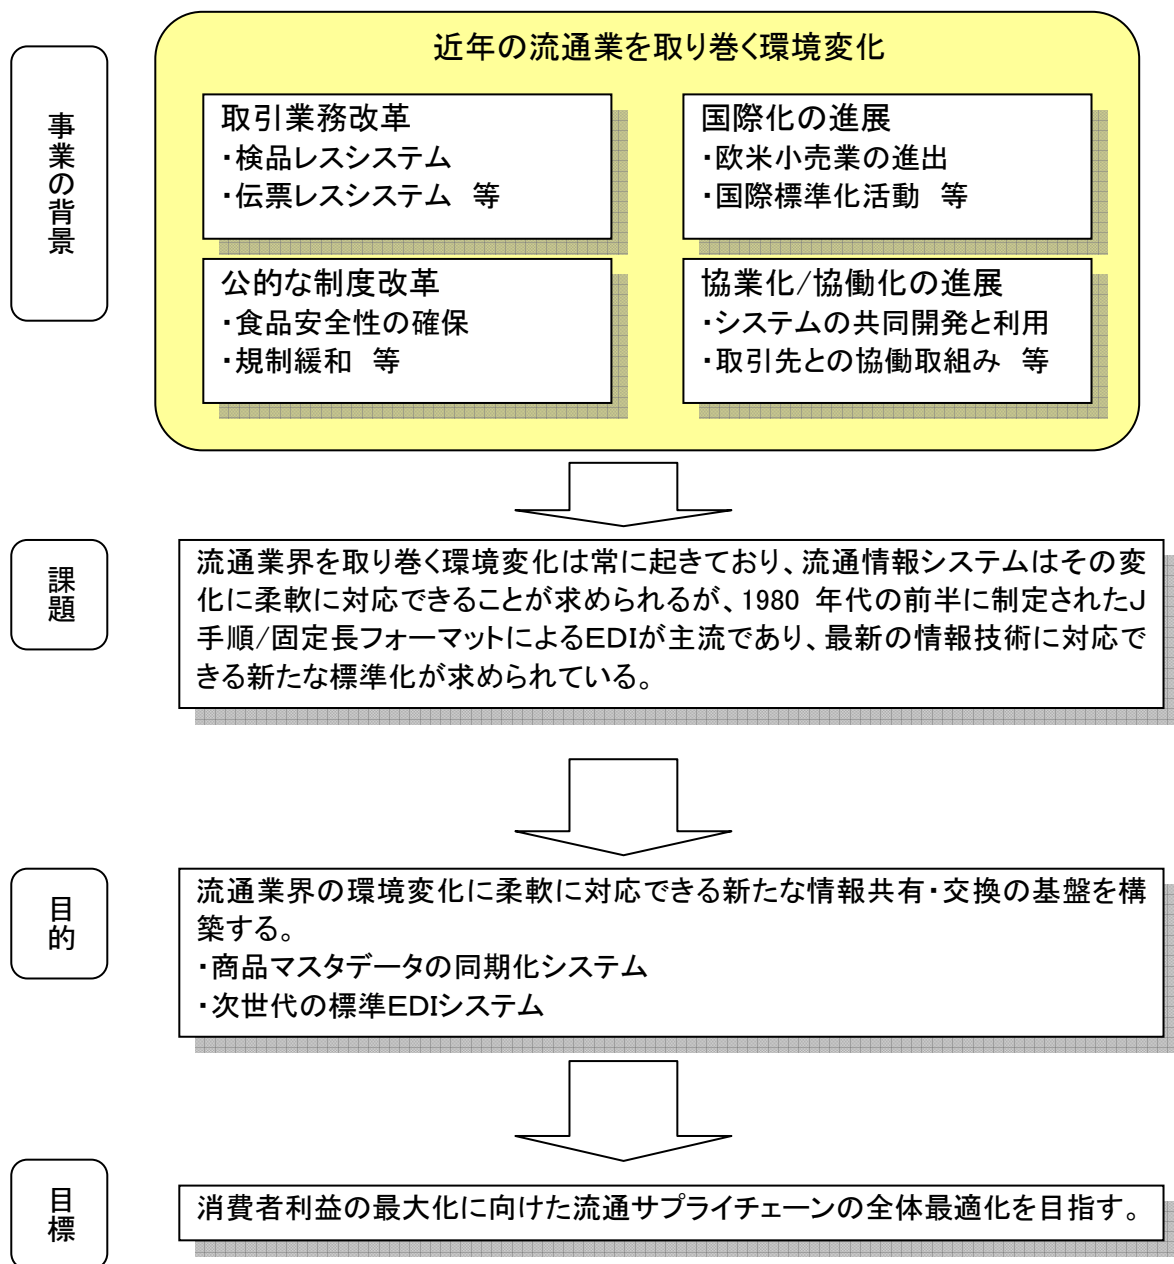 事業の背景
近年の流通業を取り巻く環境変化
取引業務改革
・検品レスシステム
・伝票レスシステム 等
国際化の進展
・欧米小売業の進出
・国際標準化活動 等
公的な制度改革
・食品安全性の確保
・規制緩和 等
協業化/協働化の進展
・システムの共同開発と利用
・取引先との協働取組み 等
課題
流通業界を取り巻く環境変化は常に起きており、流通情報システムはその変
化に柔軟に対応できることが求められるが、1980 年代の前半に制定されたJ
手順/固定長フォーマットによるEDIが主流であり、最新の情報技術に対応で
きる新たな標準化が求められている。
目的
流通業界の環境変化に柔軟に対応できる新たな情報共有・交換の基盤を構
築する。
・商品マスタデータの同期化システム
・次世代の標準EDIシステム
目標
消費者利益の最大化に向けた流通サプライチェーンの全体最適化を目指す。